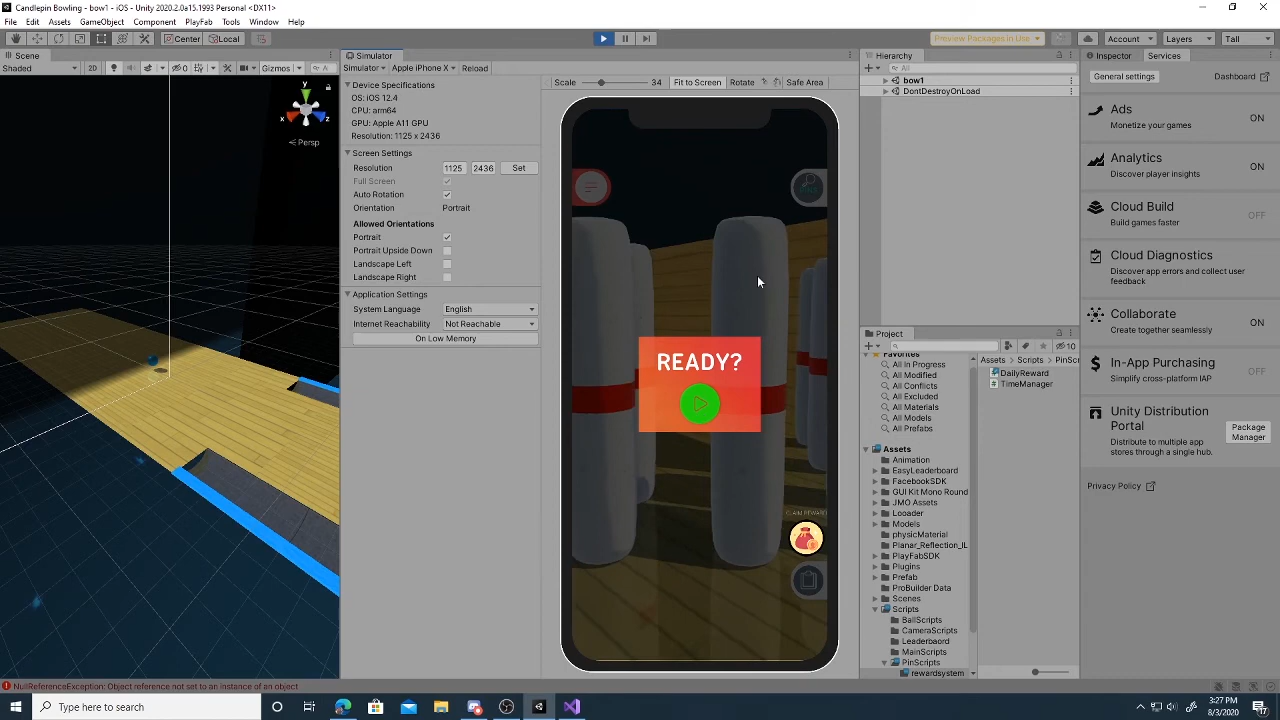 Candlepin Bowling - bow1 - iOS - Unity 2020.2.0a15.1993 Personal <DX11>
File Edit Assets GameObject Component PlayFab Tools Window Help
Center Local
Preview Packages in Use
Account Layers Tall
Scene
Simulator
Hierarchy
Inspector Services
Shaded 2D 0 Gizmos
Simulator Apple iPhone X Reload
All
Scale 34 Fit to Screen Rotate Safe Area
General settings Dashboard
bow1
DontDestroyOnLoad
Device Specifications
OS: iOS 12.4
CPU: arm64
GPU: Apple A11 GPU
Resolution: 1125 x 2436
Screen Settings
Resolution 1125 2436 Set
Full Screen
Auto Rotation
Orientation Portrait
Allowed Orientations
Portrait
Portrait Upside Down
Landscape Left
Landscape Right
Application Settings
System Language English
Internet Reachability Not Reachable
On Low Memory
y
x z
Persp
READY?
CLAIM REWARD
Ads
Monetize your games
ON
Analytics
Discover player insights
ON
Cloud Build
Build games faster
OFF
Cloud Diagnostics
Discover app errors and collect user
feedback
Collaborate
Create together seamlessly
ON
In-App Purchasing
Simplify cross-platform IAP
OFF
Unity Distribution
Portal
Distribute to multiple app
stores through a single hub.
Package
Manager
Privacy Policy
Project
10
Favorites
All In Progress
All Modified
All Conflicts
All Excluded
All Materials
All Models
All Prefabs
Assets
Animation
EasyLeaderboard
FacebookSDK
GUI Kit Mono Round
JMO Assets
Looader
Models
physicMaterial
Planar_Reflection_IL
PlayFabSDK
Plugins
Prefab
ProBuilder Data
Scenes
Scripts
BallScripts
CameraScripts
Leaderbaord
MainScripts
PinScripts
rewardsystem
Assets Scripts PinScr
DailyReward
TimeManager
NullReferenceException: Object reference not set to an instance of an object
Type here to search
3:27 PM
8/3/2020